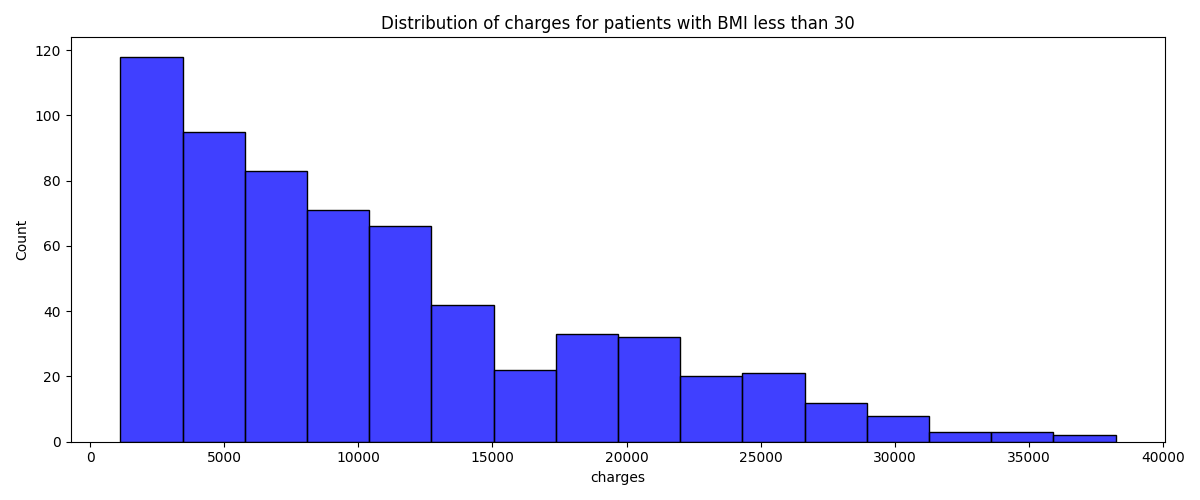 Distribution of charges for patients with BMI less than 30
120
100
80
60
40
20
0
Count
0 5000 10000 15000 20000 25000 30000 35000 40000
charges